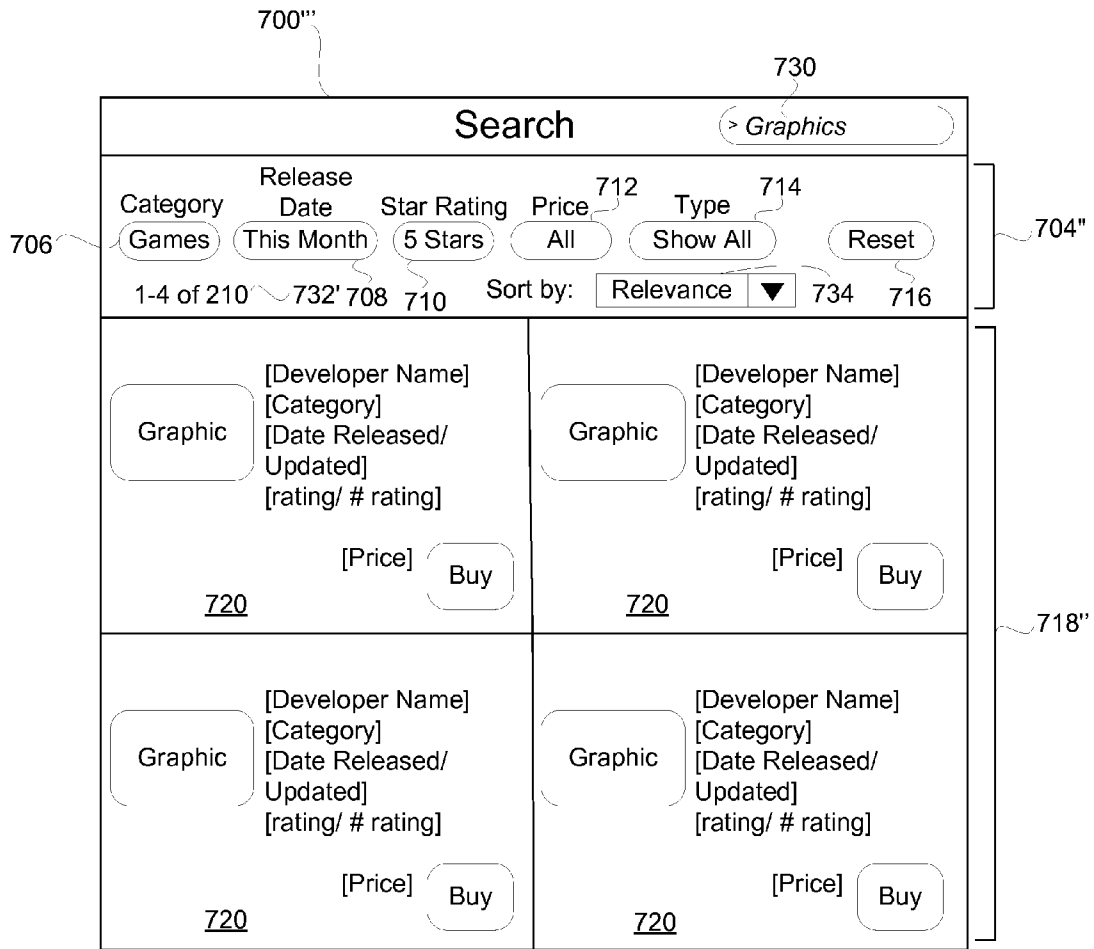 700'''
730
Search
> Graphics
Release
Date
712
714
Category
Star Rating
Price
Type
706
Games
This Month
5 Stars
All
Show All
Reset
704"
1-4 of 210
732'
708
710
Sort by:
Relevance
734
716
[Developer Name]
[Category]
[Date Released/
Updated]
[rating/ # rating]
Graphic
[Price]
Buy
720
[Developer Name]
[Category]
[Date Released/
Updated]
[rating/ # rating]
Graphic
[Price]
Buy
720
718"
[Developer Name]
[Category]
[Date Released/
Updated]
[rating/ # rating]
Graphic
[Price]
Buy
720
[Developer Name]
[Category]
[Date Released/
Updated]
[rating/ # rating]
Graphic
[Price]
Buy
720